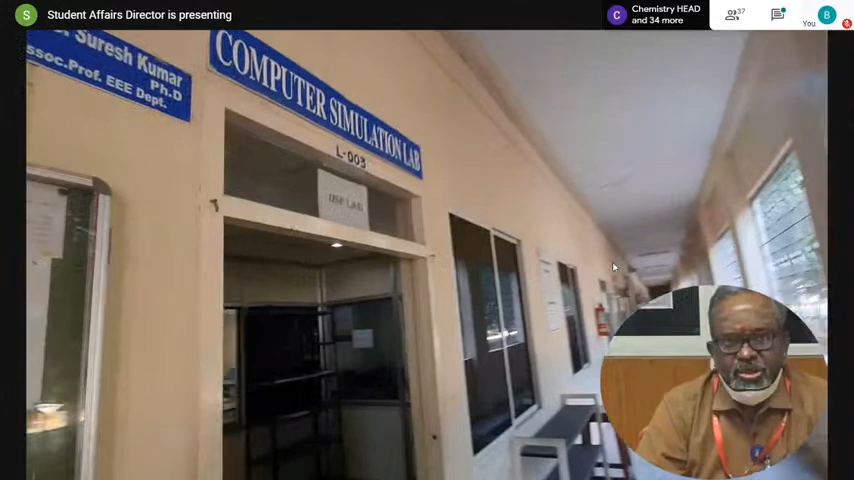 S Student Affairs Director is presenting
C Chemistry HEAD
and 34 more
37
B
You
Suresh Kumar
Ph.D
Assoc.Prof. EEE Dept.
COMPUTER SIMULATION LAB
L-003
DSP LAB